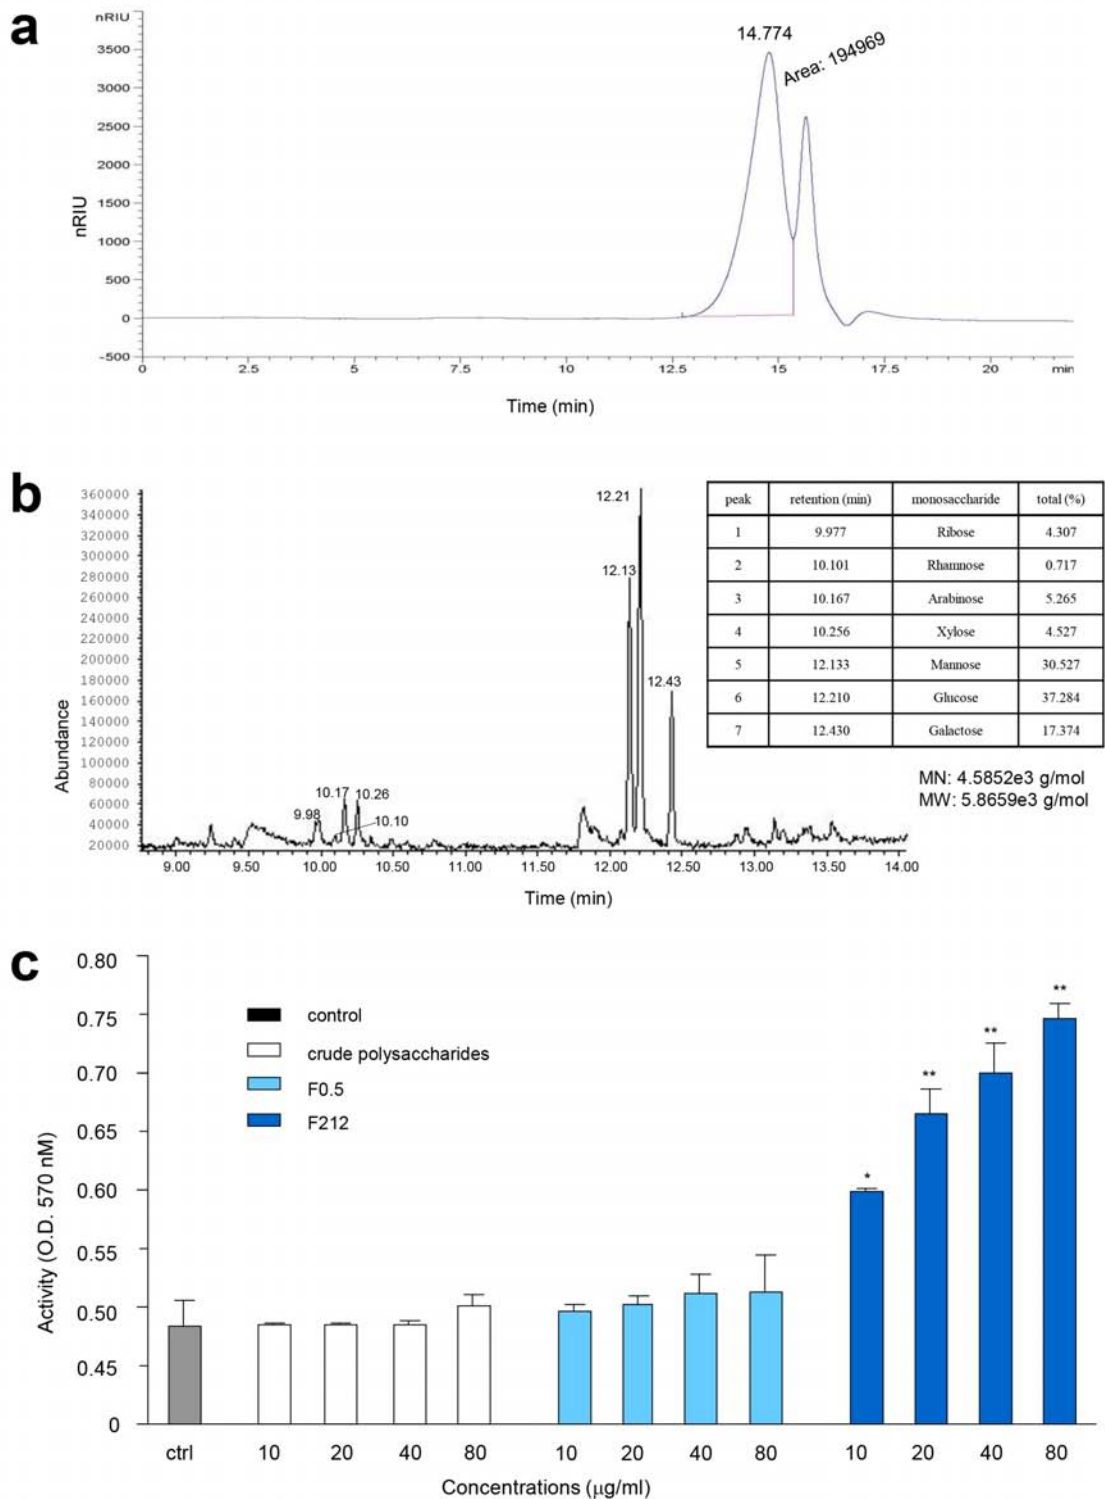 a
nRIU
3500
3000
2500
2000
1500
1000
500
0
-500
nRIU
14.774
Area: 194969
0 2.5 5 7.5 10 12.5 15 17.5 20 min
Time (min)
b
360000
340000
320000
300000
280000
260000
240000
220000
200000
180000
160000
140000
120000
100000
80000
60000
40000
20000
Abundance
12.21
12.13
12.43
10.17
10.26
9.98
10.10
9.00 9.50 10.00 10.50 11.00 11.50 12.00 12.50 13.00 13.50 14.00
Time (min)
peak retention (min) monosaccharide total (%)
1 9.977 Ribose 4.307
2 10.101 Rhamnose 0.717
3 10.167 Arabinose 5.265
4 10.256 Xylose 4.527
5 12.133 Mannose 30.527
6 12.210 Glucose 37.284
7 12.430 Galactose 17.374
MN: 4.5852e3 g/mol
MW: 5.8659e3 g/mol
c
0.80
0.75
0.70
0.65
0.60
0.55
0.50
0.45
0
Activity (O.D. 570 nM)
control
crude polysaccharides
F0.5
F212
*
**
**
**
ctrl 10 20 40 80 10 20 40 80 10 20 40 80
Concentrations (μg/ml)